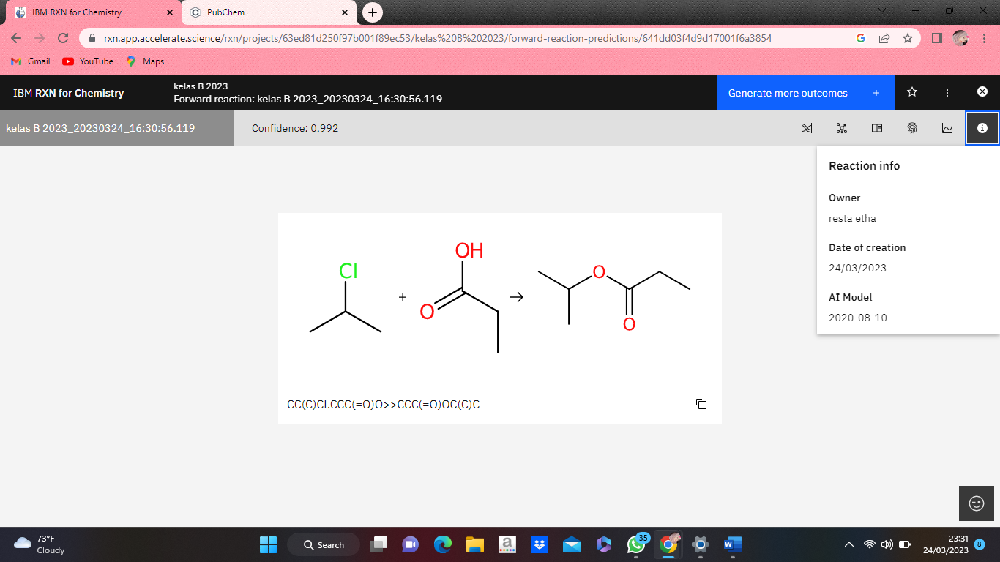 IBM RXN for Chemistry
PubChem
rxn.app.accelerate.science/rxn/projects/63ed81d250f97b001f89ec53/kelas%20B%202023/forward-reaction-predictions/641dd03f4d9d17001f6a3854
Gmail
YouTube
Maps
IBM RXN for Chemistry
kelas B 2023
Forward reaction: kelas B 2023_20230324_16:30:56.119
Generate more outcomes +
kelas B 2023_20230324_16:30:56.119
Confidence: 0.992
Reaction info
Owner
resta etha
Date of creation
24/03/2023
AI Model
2020-08-10
Cl
+
OH
O
O
O
CC(C)Cl.CCC(=O)O>>CCC(=O)OC(C)C
73°F
Cloudy
Search
a
35
W
23:31
24/03/2023
8